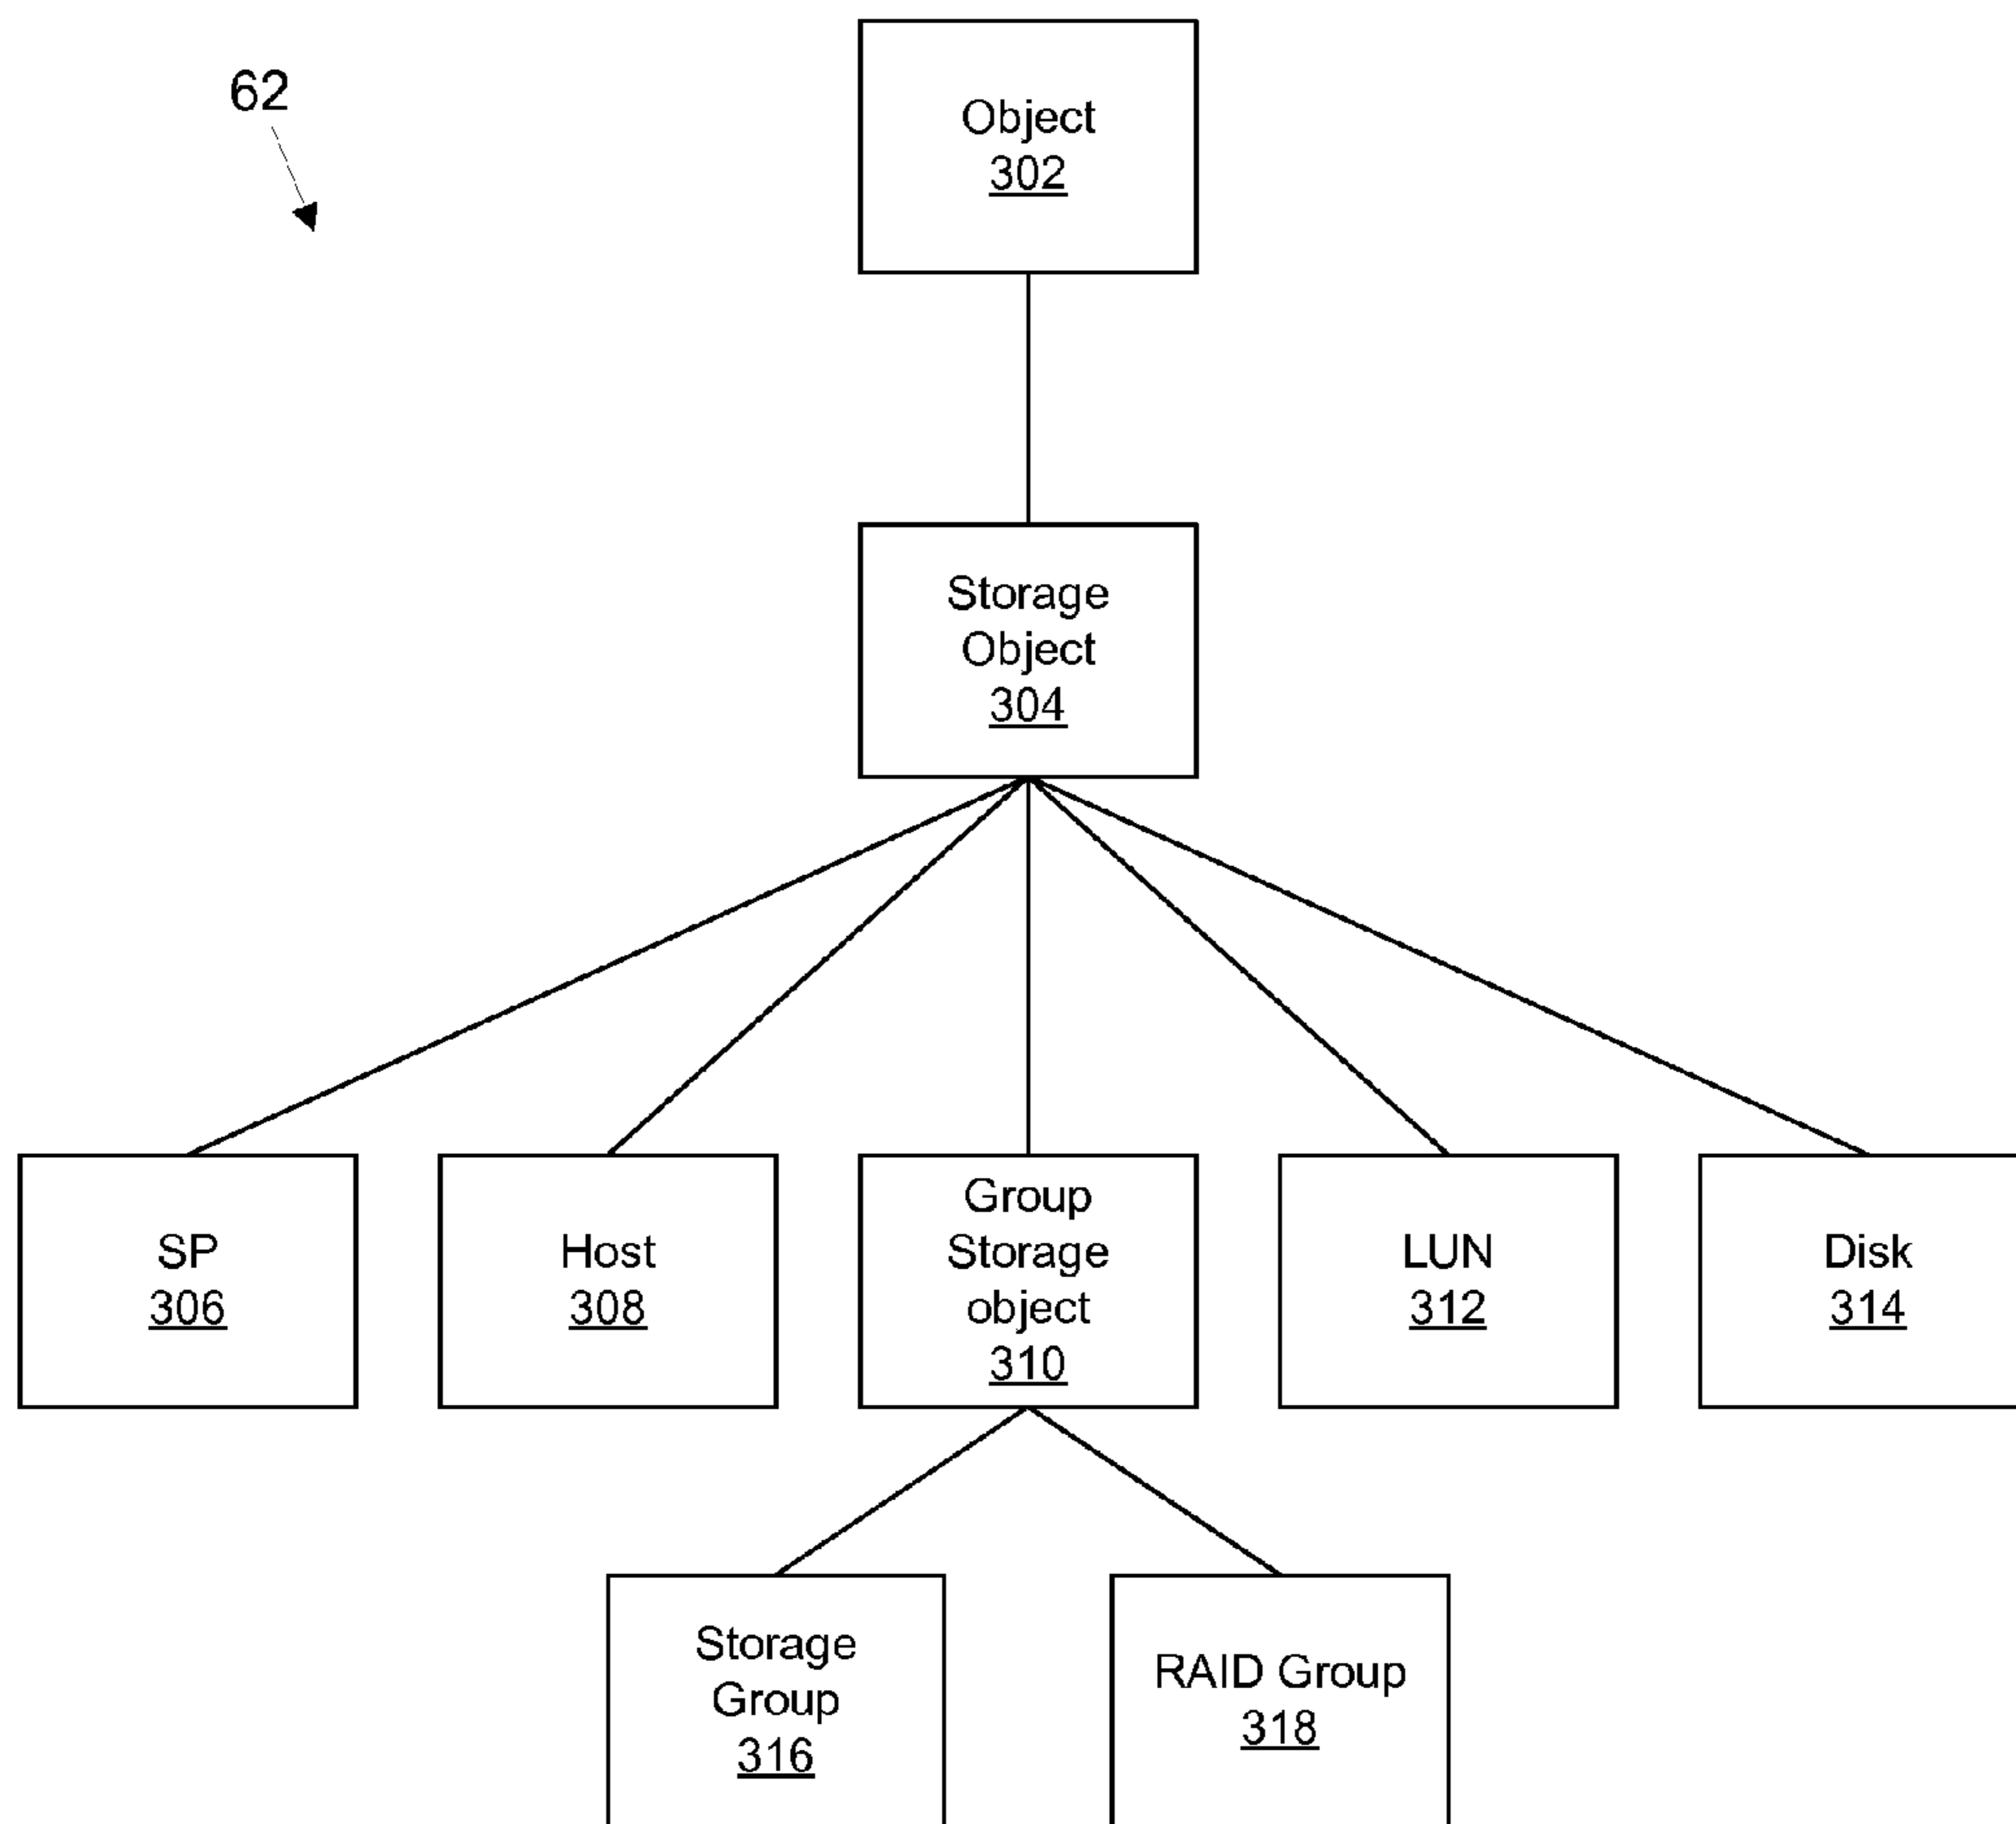 62
Object
302
Storage
Object
304
SP
306
Host
308
Group
Storage
object
310
LUN
312
Disk
314
Storage
Group
316
RAID Group
318